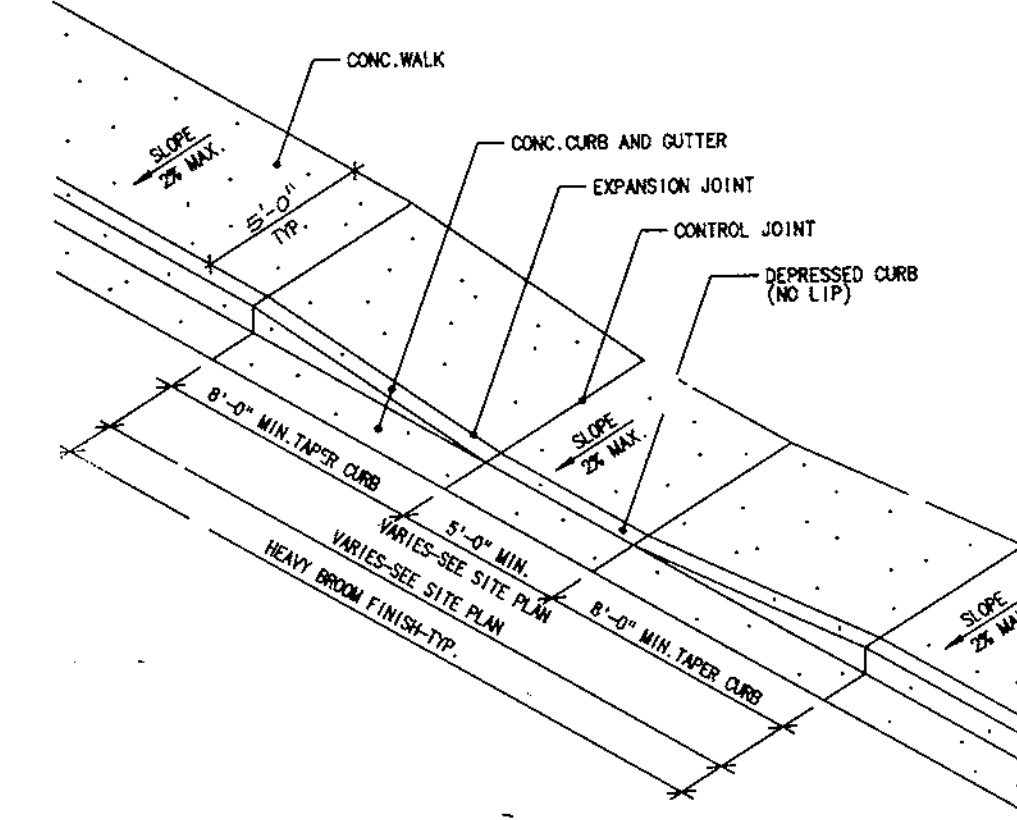 CONC.WALK
CONC.CURB AND GUTTER
EXPANSION JOINT
CONTROL JOINT
DEPRESSED CURB
(NO LIP)
SLOPE
2% MAX.
5'-0"
TYP.
SLOPE
2% MAX.
8'-0" MIN.TAPER CURB
5'-0" MIN.
VARIES-SEE SITE PLAN
VARIES-SEE SITE PLAN
HEAVY BROOM FINISH-TYP.
8'-0" MIN.TAPER CURB
SLOPE
2% MA